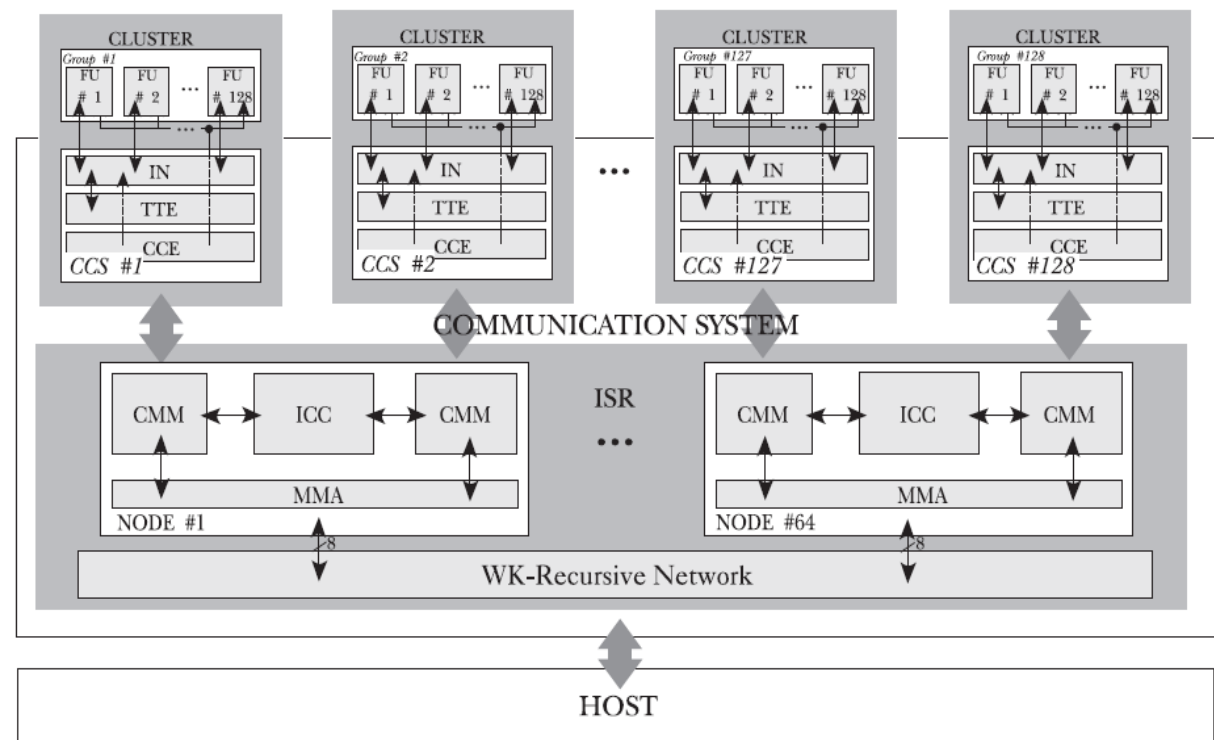 CLUSTER CLUSTER CLUSTER CLUSTER
Group #1 Group #2 Group #127 Group #128
FU FU FU FU FU FU FU FU FU FU FU FU
# 1 # 2 ... # 128 # 1 # 2 ... # 128 # 1 # 2 ... # 128 # 1 # 2 ... # 128
... ... ... ...
IN IN ... IN IN
TTE TTE TTE TTE
CCE CCE CCE CCE
CCS #1 CCS #2 CCS #127 CCS #128
COMMUNICATION SYSTEM
CMM ICC CMM ISR CMM ICC CMM
...
MMA MMA
NODE #1 NODE #64
8 8
WK-Recursive Network
HOST